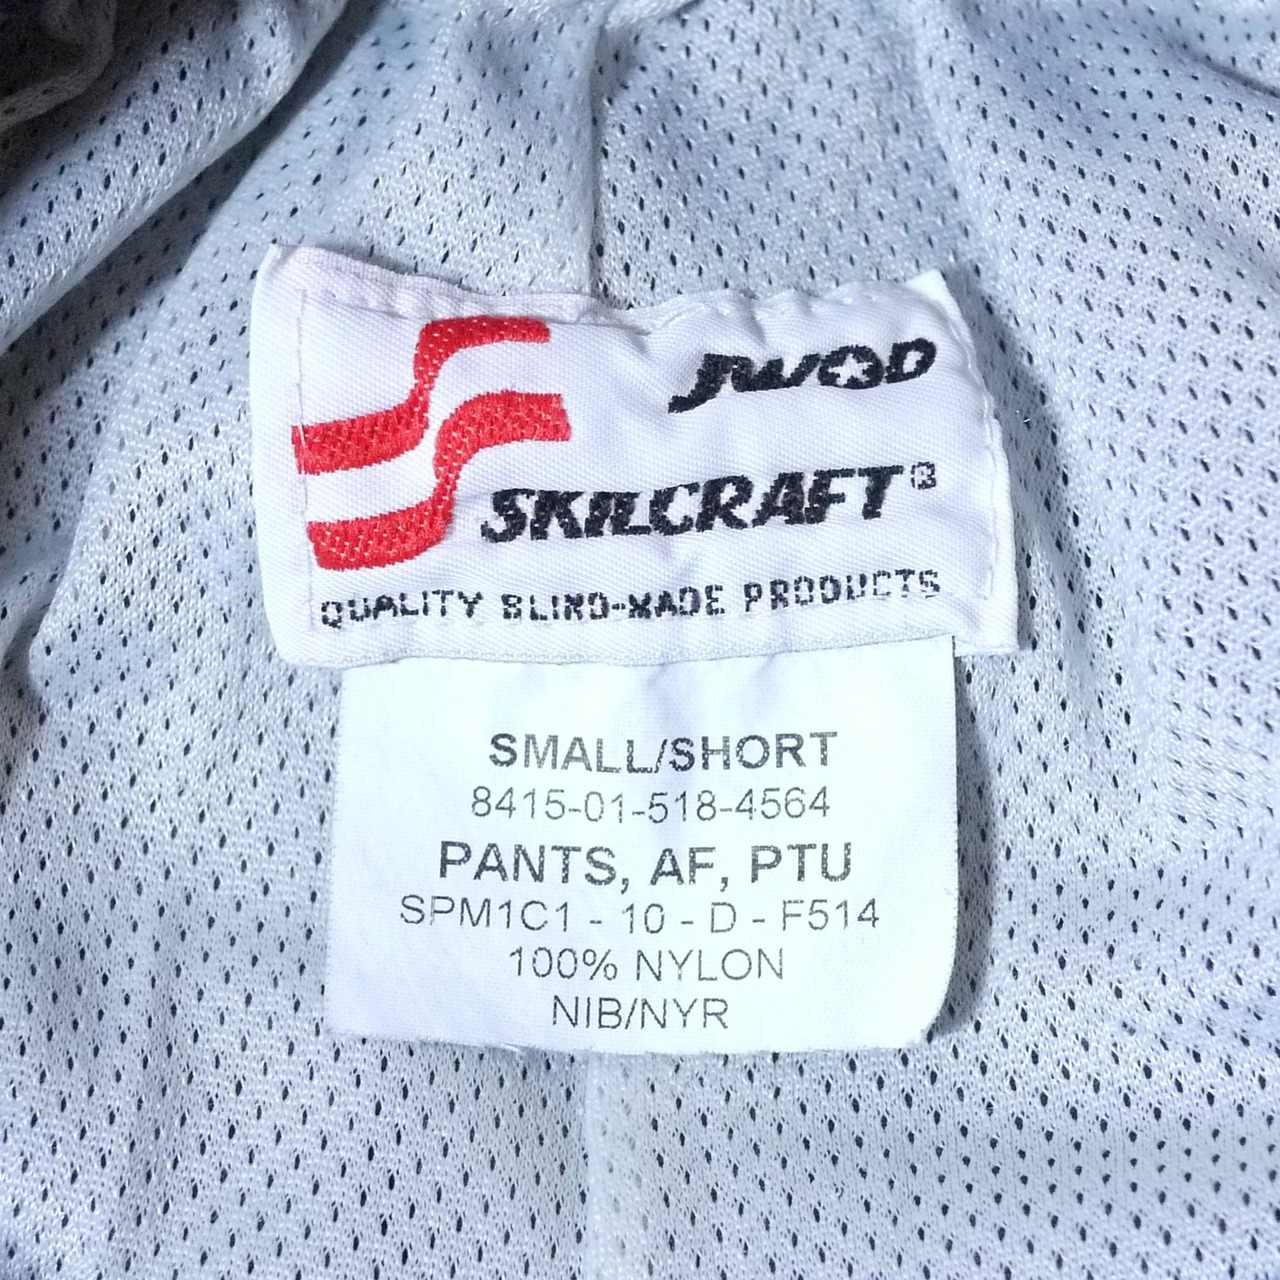 JWOD
SKILCRAFT®
QUALITY BLIND-MADE PRODUCTS
SMALL/SHORT
8415-01-518-4564
PANTS, AF, PTU
SPM1C1 - 10 - D - F514
100% NYLON
NIB/NYR